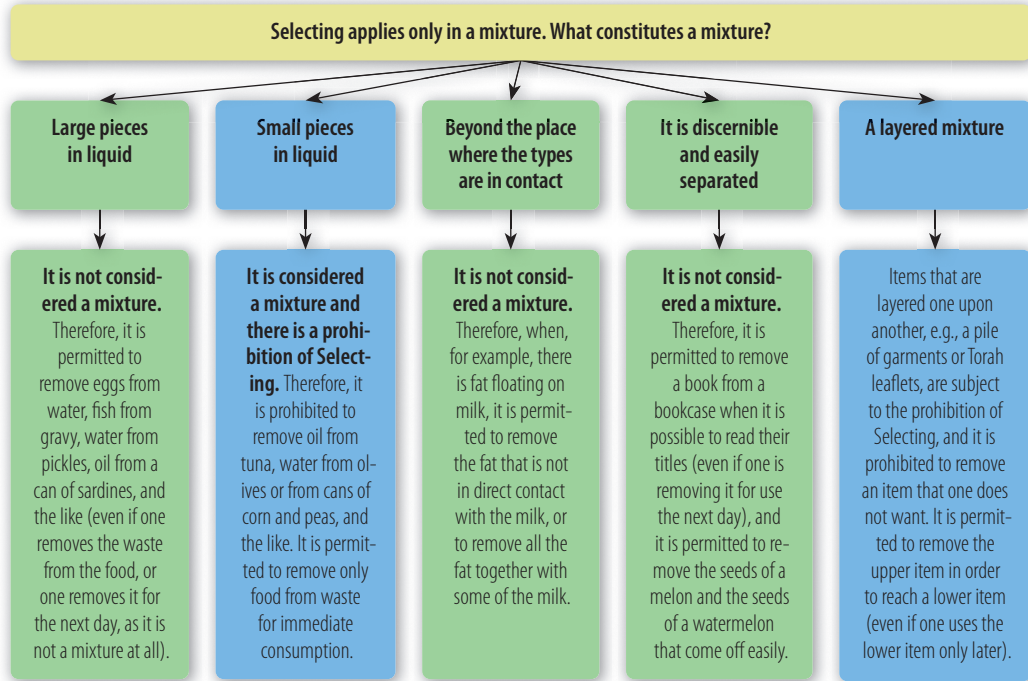 Selecting applies only in a mixture. What constitutes a mixture?
Large pieces
in liquid
Small pieces
in liquid
Beyond the place
where the types
are in contact
It is discernible
and easily
separated
A layered mixture
It is not consid-
ered a mixture.
Therefore, it is
permitted to
remove eggs from
water, fish from
gravy, water from
pickles, oil from a
can of sardines, and
the like (even if one
removes the waste
from the food, or
one removes it for
the next day, as it is
not a mixture at all).
It is considered
a mixture and
there is a prohi-
bition of Select-
ing. Therefore, it
is prohibited to
remove oil from
tuna, water from ol-
ives or from cans of
corn and peas, and
the like. It is permit-
ted to remove only
food from waste
for immediate
consumption.
It is not consid-
ered a mixture.
Therefore, when,
for example, there
is fat floating on
milk, it is permit-
ted to remove
the fat that is not
in direct contact
with the milk, or
to remove all the
fat together with
some of the milk.
It is not consid-
ered a mixture.
Therefore, it is
permitted to remove
a book from a
bookcase when it is
possible to read their
titles (even if one is
removing it for use
the next day), and
it is permitted to re-
move the seeds of a
melon and the seeds
of a watermelon
that come off easily.
Items that are
layered one upon
another, e.g., a pile
of garments or Torah
leaflets, are subject
to the prohibition of
Selecting, and it is
prohibited to remove
an item that one does
not want. It is permit-
ted to remove the
upper item in order
to reach a lower item
(even if one uses the
lower item only later).